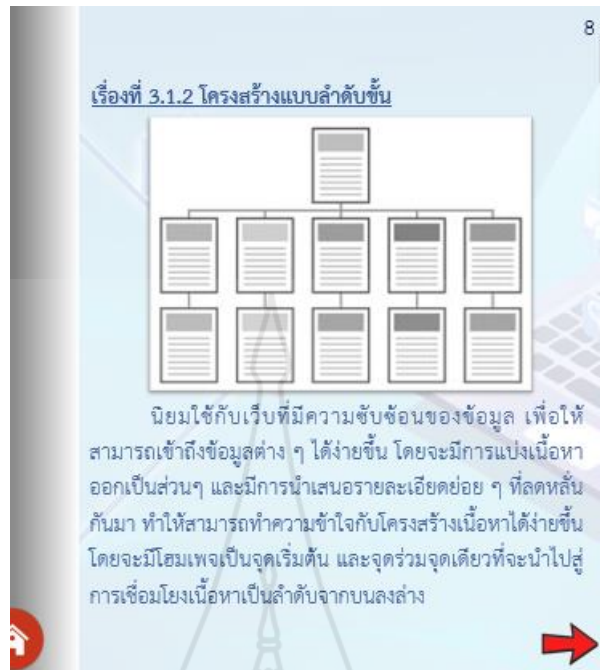 8
เรื่องที่ 3.1.2 โครงสร้างแบบลำดับขั้น
นิยมใช้กับเว็บที่มีความซับซ้อนของข้อมูล เพื่อให้
สามารถเข้าถึงข้อมูลต่าง ๆ ได้ง่ายขึ้น โดยจะมีการแบ่งเนื้อหา
ออกเป็นส่วนๆ และมีการนำเสนอรายละเอียดย่อย ๆ ที่ลดหลั่น
กันมา ทำให้สามารถทำความข้าใจกับโครงสร้างเนื้อหาได้ง่ายขึ้น
โดยจะมีโฮมเพจเป็นจุดเริ่มต้น และจุดร่วมจุดเดียวที่จะนำไปสู่
การเชื่อมโยงเนื้อหาเป็นลำดับจากบนลงล่าง